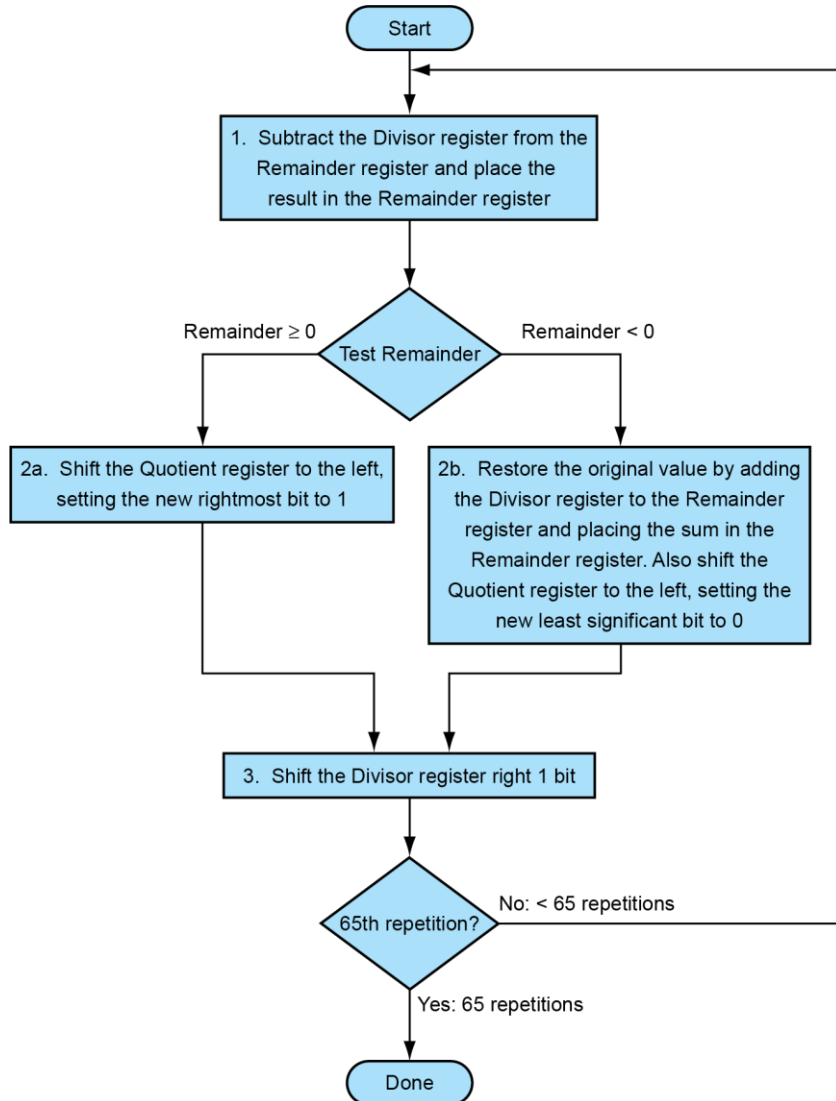 Start
1. Subtract the Divisor register from the
Remainder register and place the
result in the Remainder register
Remainder ≥ 0
Remainder < 0
Test Remainder
2a. Shift the Quotient register to the left,
setting the new rightmost bit to 1
2b. Restore the original value by adding
the Divisor register to the Remainder
register and placing the sum in the
Remainder register. Also shift the
Quotient register to the left, setting the
new least significant bit to 0
3. Shift the Divisor register right 1 bit
65th repetition?
No: < 65 repetitions
Yes: 65 repetitions
Done